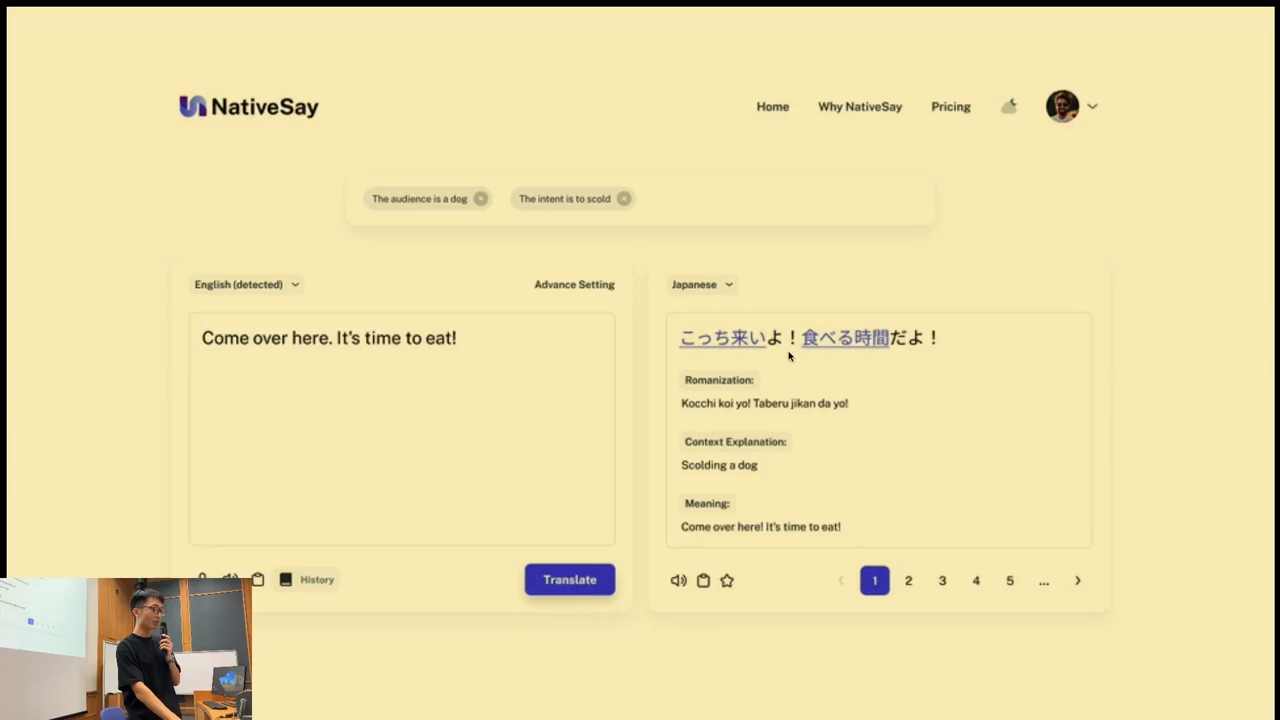 NativeSay
Home
Why NativeSay
Pricing
The audience is a dog
The intent is to scold
English (detected)
Advance Setting
Come over here. It's time to eat!
History
Translate
Japanese
こっち来いよ！食べる時間だよ！
Romanization:
Kocchi koi yo! Taberu jikan da yo!
Context Explanation:
Scolding a dog
Meaning:
Come over here! It's time to eat!
1 2 3 4 5 ...